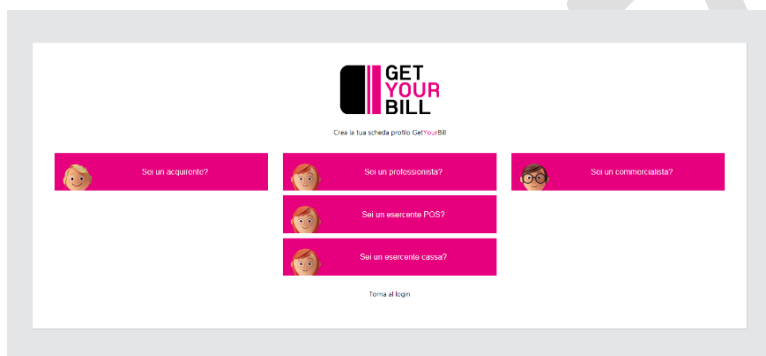 GET
YOUR
BILL
Crea la tua scheda profilo GetYourBill
Sei un acquirente?
Sei un professionista?
Sei un commercialista?
Sei un esercente POS?
Sei un esercente cassa?
Torna al login